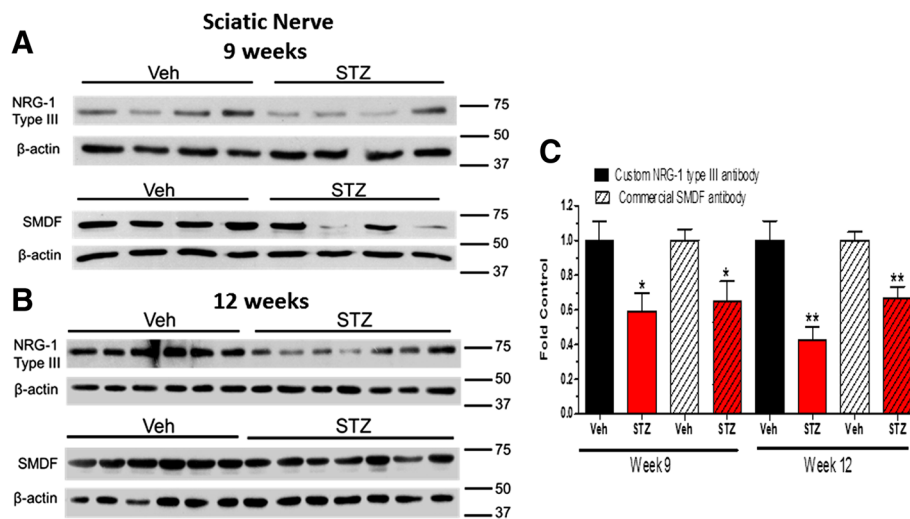 Sciatic Nerve
A
9 weeks
Veh STZ
NRG-1
Type III
75
50
β-actin
37
Veh STZ
SMDF
75
50
β-actin
37
B
12 weeks
Veh STZ
NRG-1
Type III
75
50
β-actin
37
Veh STZ
SMDF
75
50
β-actin
37
C
Custom NRG-1 type III antibody
Commercial SMDF antibody
Fold Control
1.2
1.0
0.8
0.6
0.4
0.2
0.0
* * ** **
Veh STZ Veh STZ Veh STZ Veh STZ
Week 9 Week 12